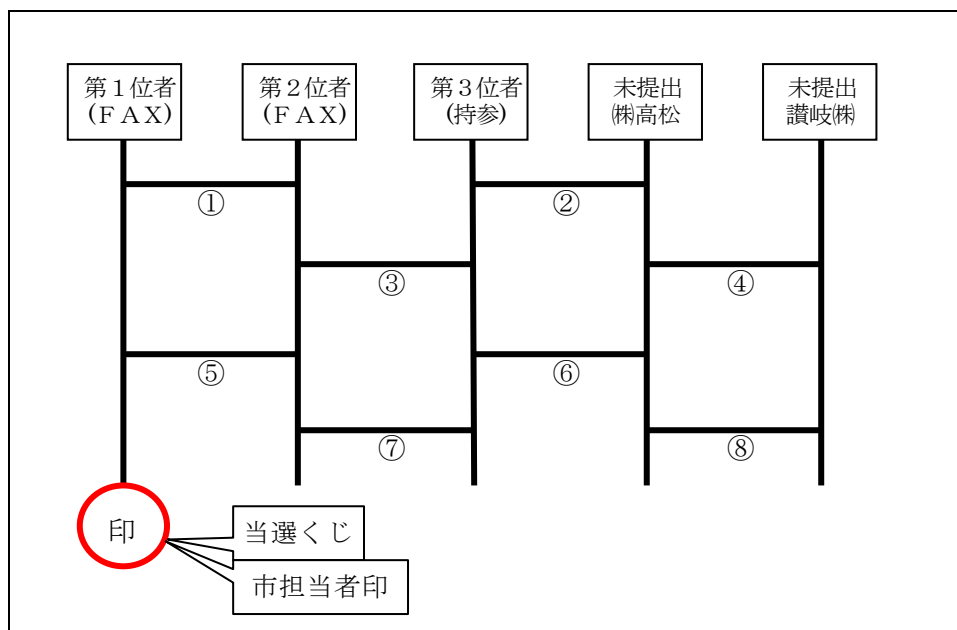 第１位者
(ＦＡＸ)
第２位者
(ＦＡＸ)
第３位者
(持参)
未提出
㈱高松
未提出
讃岐㈱
①
②
③
④
⑤
⑥
⑦
⑧
印
当選くじ
市担当者印